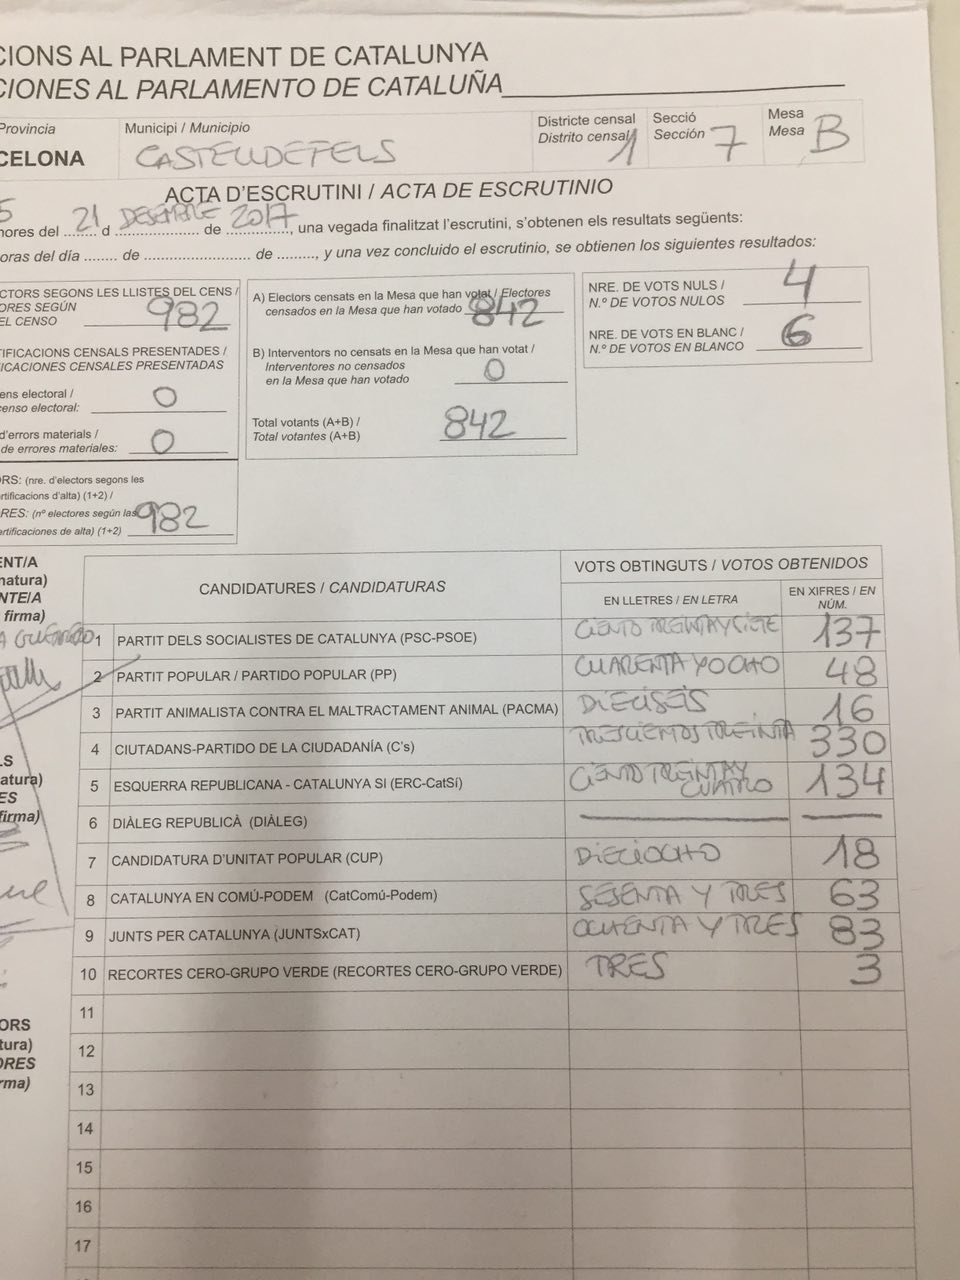 CIONS AL PARLAMENT DE CATALUNYA
CIONES AL PARLAMENTO DE CATALUÑA
Provincia
CELONA
Municipi / Municipio
CASTELLDEFELS
Districte censal
Distrito censal 1
Secció
Sección 7
Mesa
Mesa B
ACTA D'ESCRUTINI / ACTA DE ESCRUTINIO
5
hores del 21 d DESEMBRE de 2017, una vegada finalitzat l'escrutini, s'obtenen els resultats següents:
oras del día ........ de ........................ de ........., y una vez concluido el escrutinio, se obtienen los siguientes resultados:
CTORS SEGONS LES LLISTES DEL CENS /
ORES SEGÚN
EL CENSO 982
TIFICACIONS CENSALS PRESENTADES /
ICACIONES CENSALES PRESENTADAS
ens electoral /
censo electoral: 0
d'errors materials /
de errores materiales: 0
ORS: (nre. d'electors segons les
rtificacions d'alta) (1+2) /
RES: (nº electores según las
ertificaciones de alta) (1+2) 982
A) Electors censats en la Mesa que han votat / Electores
censados en la Mesa que han votado 842
B) Interventors no censats en la Mesa que han votat /
Interventores no censados
en la Mesa que han votado 0
Total votants (A+B) /
Total votantes (A+B) 842
NRE. DE VOTS NULS /
N.º DE VOTOS NULOS 4
NRE. DE VOTS EN BLANC /
N.º DE VOTOS EN BLANCO 6
ENT/A
natura)
NTE/A
firma)
LS
natura)
ES
firma)
ORS
tura)
ORES
rma)
CANDIDATURES / CANDIDATURAS
VOTS OBTINGUTS / VOTOS OBTENIDOS
EN LLETRES / EN LETRA
EN XIFRES / EN
NÚM.
1 PARTIT DELS SOCIALISTES DE CATALUNYA (PSC-PSOE) CIENTO TREINTA Y SIETE 137
2 PARTIT POPULAR / PARTIDO POPULAR (PP) CUARENTA Y OCHO 48
3 PARTIT ANIMALISTA CONTRA EL MALTRACTAMENT ANIMAL (PACMA) DIECISEIS 16
4 CIUTADANS-PARTIDO DE LA CIUDADANÍA (C's) TRESCIENTOS TREINTA 330
5 ESQUERRA REPUBLICANA - CATALUNYA SI (ERC-CatSí) CIENTO TREINTA Y CUATRO 134
6 DIÀLEG REPUBLICÀ (DIÀLEG)
7 CANDIDATURA D'UNITAT POPULAR (CUP) DIECIOCHO 18
8 CATALUNYA EN COMÚ-PODEM (CatComú-Podem) SESENTA Y TRES 63
9 JUNTS PER CATALUNYA (JUNTSxCAT) OCHENTA Y TRES 83
10 RECORTES CERO-GRUPO VERDE (RECORTES CERO-GRUPO VERDE) TRES 3
11
12
13
14
15
16
17